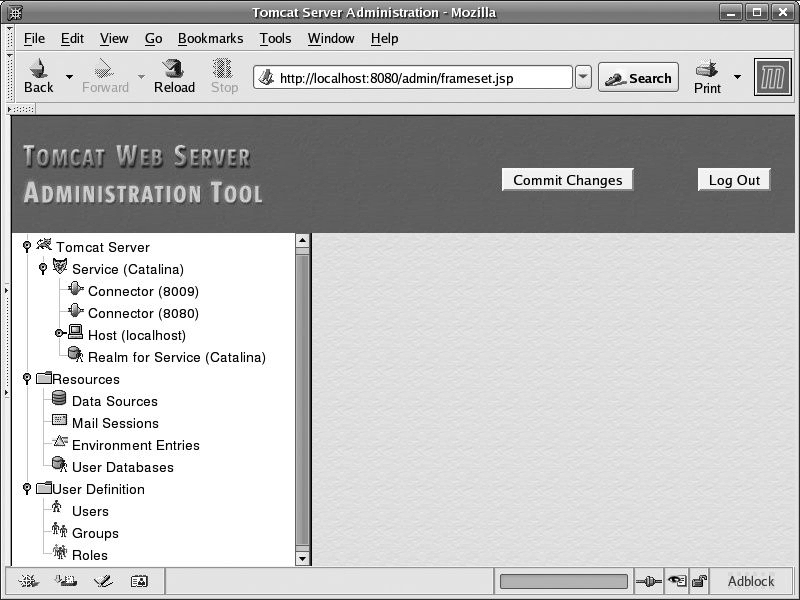 Tomcat Server Administration - Mozilla
File Edit View Go Bookmarks Tools Window Help
Back Forward Reload Stop http://localhost:8080/admin/frameset.jsp Search Print
TOMCAT WEB SERVER
ADMINISTRATION TOOL
Commit Changes Log Out
Tomcat Server
Service (Catalina)
Connector (8009)
Connector (8080)
Host (localhost)
Realm for Service (Catalina)
Resources
Data Sources
Mail Sessions
Environment Entries
User Databases
User Definition
Users
Groups
Roles
Adblock